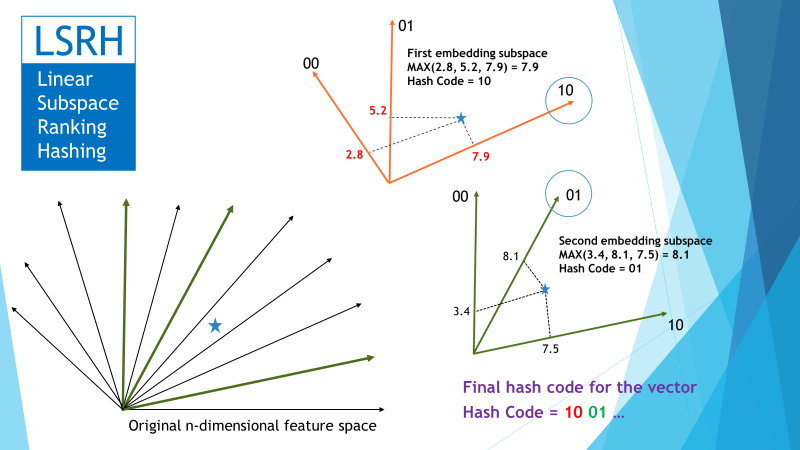 LSRH
Linear
Subspace
Ranking
Hashing
00
01
First embedding subspace
MAX(2.8, 5.2, 7.9) = 7.9
Hash Code = 10
10
5.2
2.8
7.9
00
01
Second embedding subspace
MAX(3.4, 8.1, 7.5) = 8.1
Hash Code = 01
8.1
3.4
7.5
10
Original n-dimensional feature space
Final hash code for the vector
Hash Code = 10 01 …